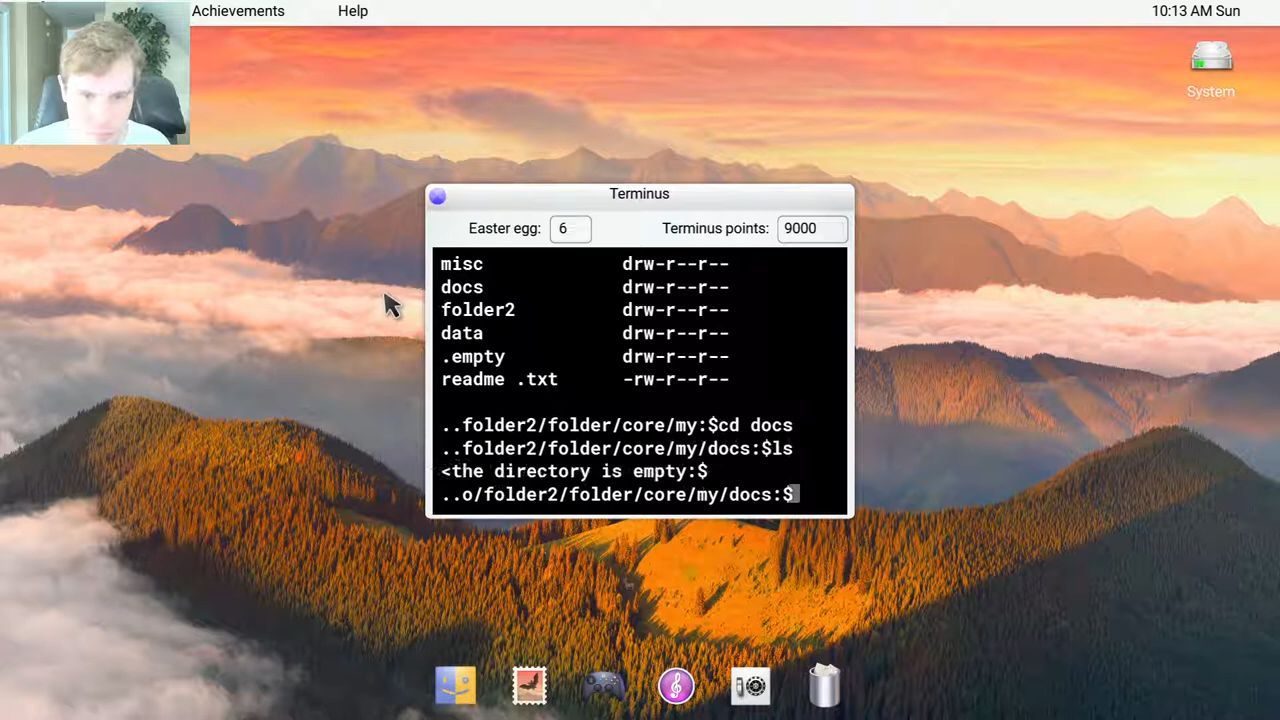 Achievements Help 10:13 AM Sun
System
Terminus
Easter egg: 6 Terminus points: 9000
misc drw-r--r--
docs drw-r--r--
folder2 drw-r--r--
data drw-r--r--
.empty drw-r--r--
readme .txt -rw-r--r--
..folder2/folder/core/my:$cd docs
..folder2/folder/core/my/docs:$ls
<the directory is empty:$
..o/folder2/folder/core/my/docs:$